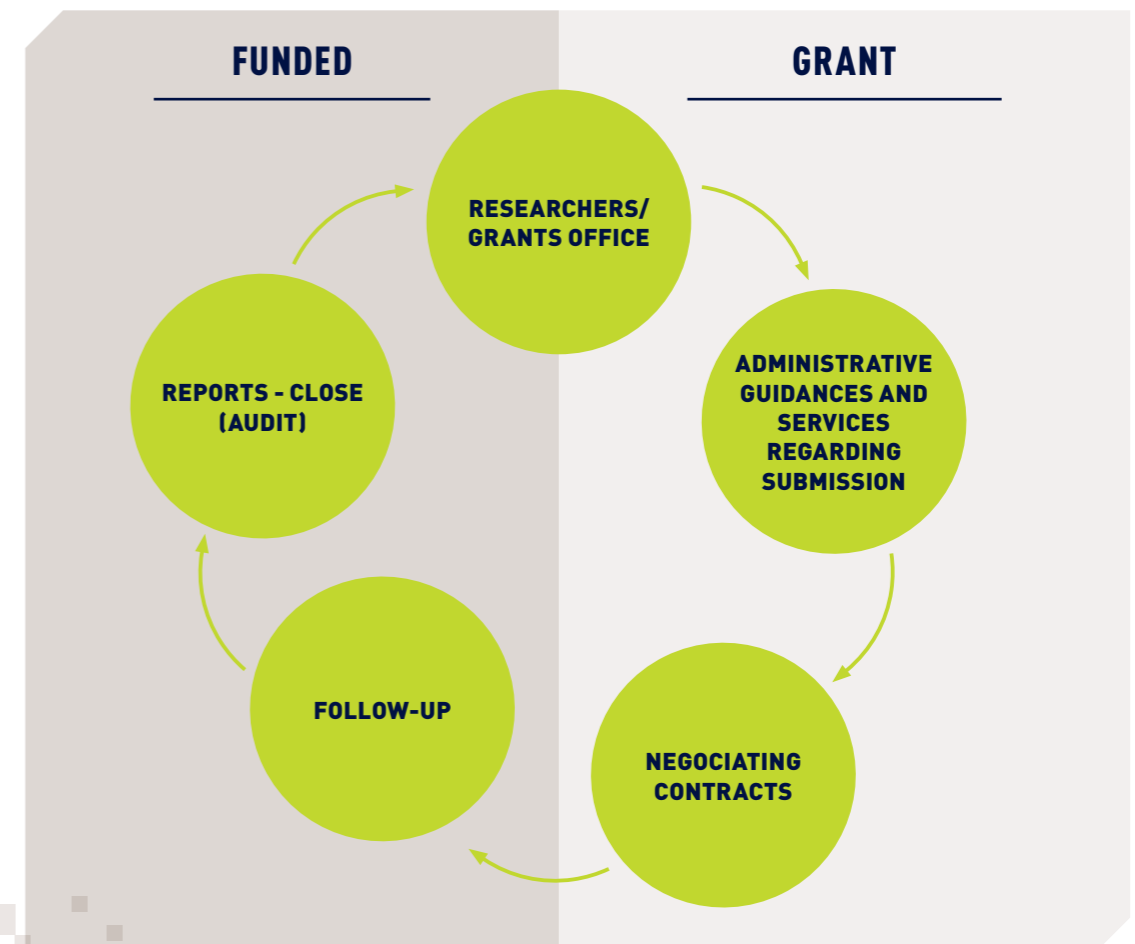 FUNDED
GRANT
RESEARCHERS/
GRANTS OFFICE
ADMINISTRATIVE
GUIDANCES AND
SERVICES
REGARDING
SUBMISSION
NEGOCIATING
CONTRACTS
FOLLOW-UP
REPORTS - CLOSE
(AUDIT)